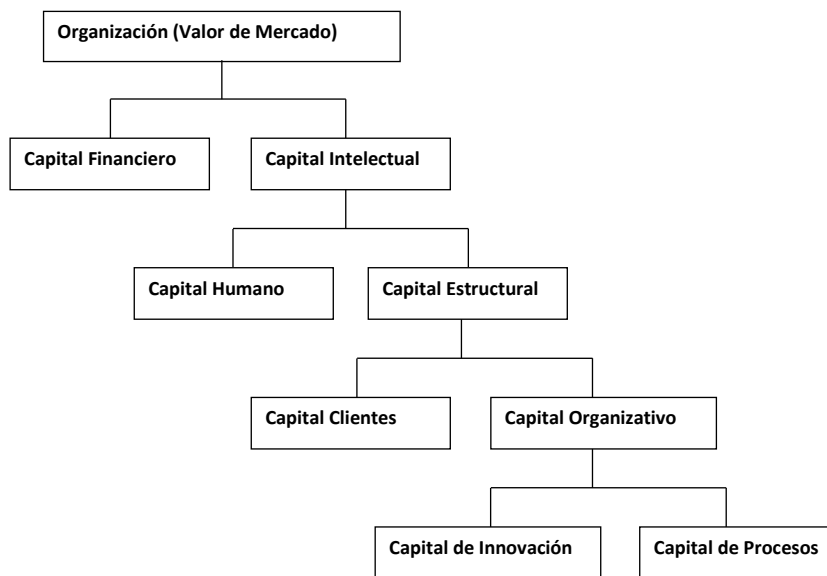 Organización (Valor de Mercado)
Capital Financiero
Capital Intelectual
Capital Humano
Capital Estructural
Capital Clientes
Capital Organizativo
Capital de Innovación
Capital de Procesos